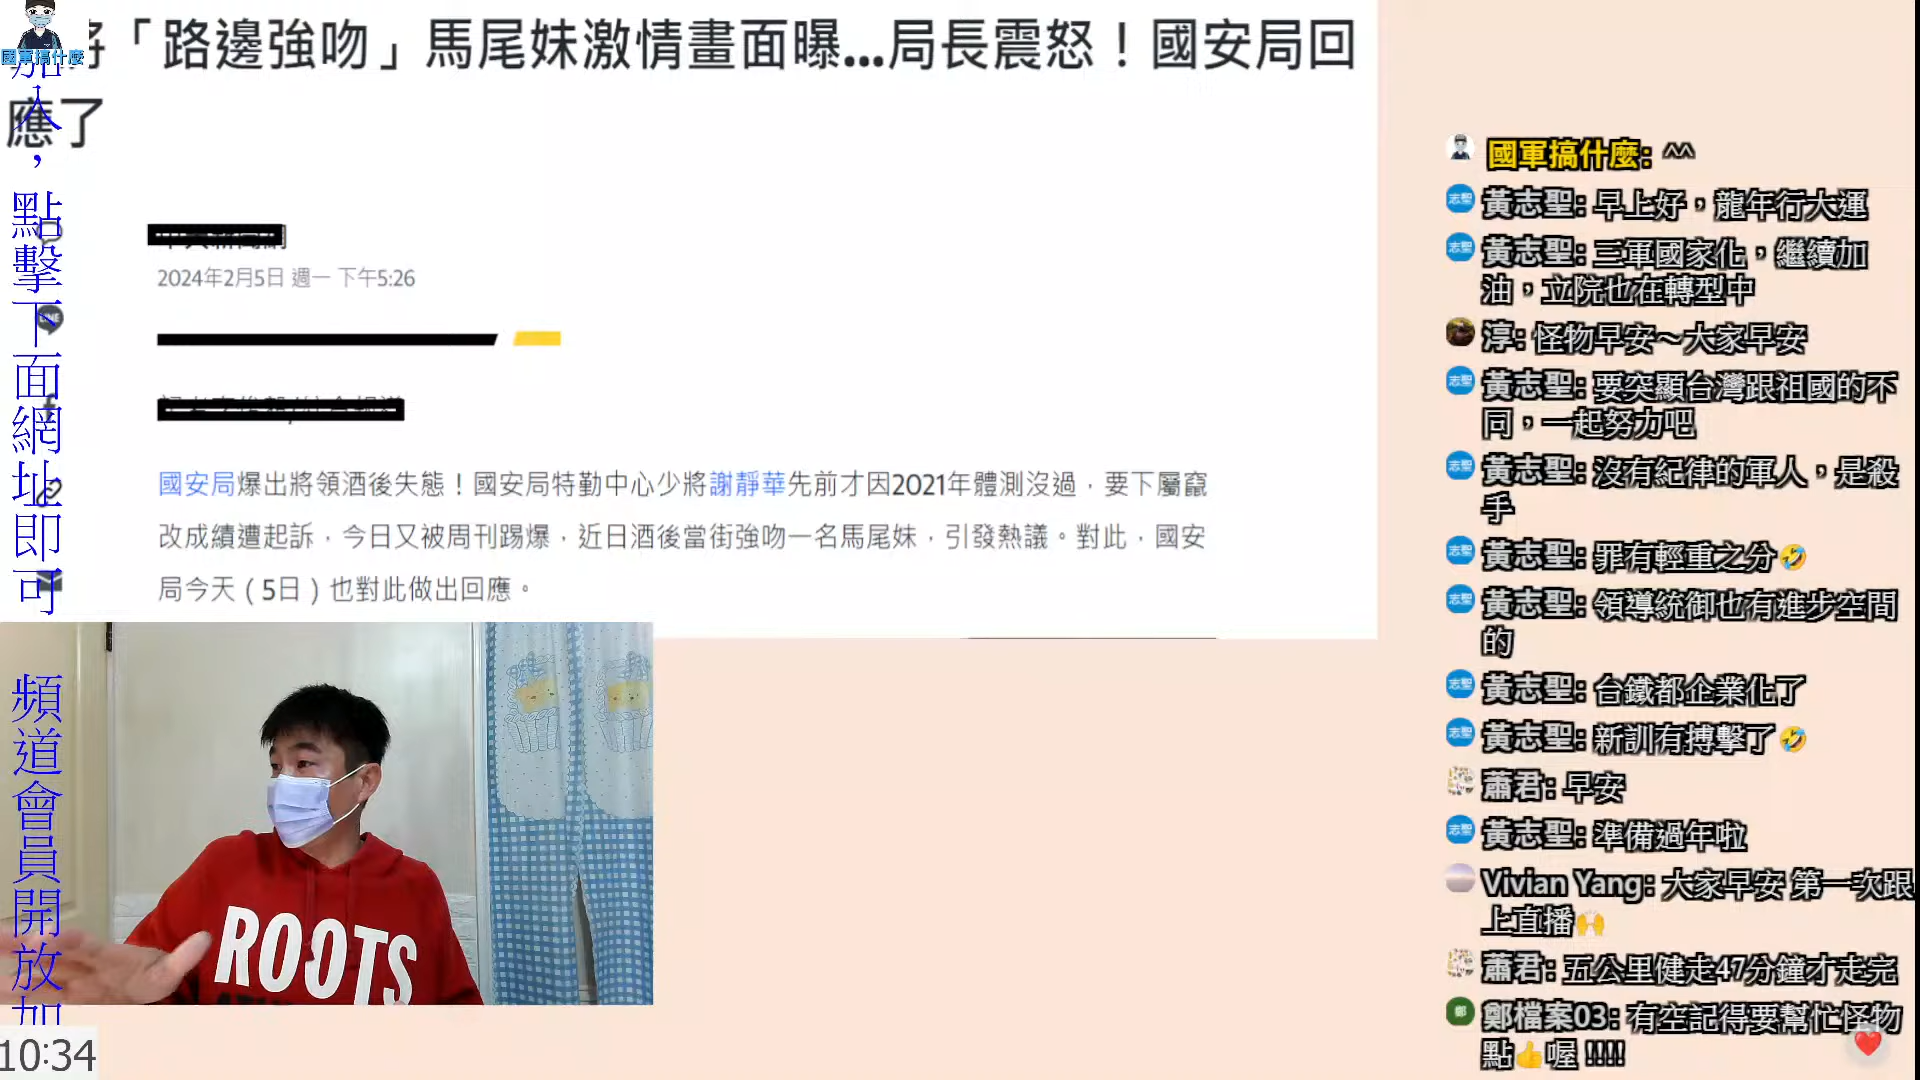 國軍搞什麼
將「路邊強吻」馬尾妹激情畫面曝...局長震怒！國安局回
應了
2024年2月5日 週一 下午5:26
國安局爆出將領酒後失態！國安局特勤中心少將謝靜華先前才因2021年體測沒過，要下屬竄
改成績遭起訴，今日又被周刊踢爆，近日酒後當街強吻一名馬尾妹，引發熱議。對此，國安
局今天（5日）也對此做出回應。
加入，點擊下面網址即可
頻道會員開放加
ROOTS
10:34
國軍搞什麼: ^^
黃志聖: 早上好，龍年行大運
黃志聖: 三軍國家化，繼續加
油，立院也在轉型中
淳: 怪物早安～大家早安
黃志聖: 要突顯台灣跟祖國的不
同，一起努力吧
黃志聖: 沒有紀律的軍人，是殺
手
黃志聖: 罪有輕重之分🤣
黃志聖: 領導統御也有進步空間
的
黃志聖: 台鐵都企業化了
黃志聖: 新訓有搏擊了🤣
蕭君: 早安
黃志聖: 準備過年啦
Vivian Yang: 大家早安 第一次跟
上直播🙌
蕭君: 五公里健走47分鐘才走完
鄭檔案03: 有空記得要幫忙怪物
點👍喔 !!!!